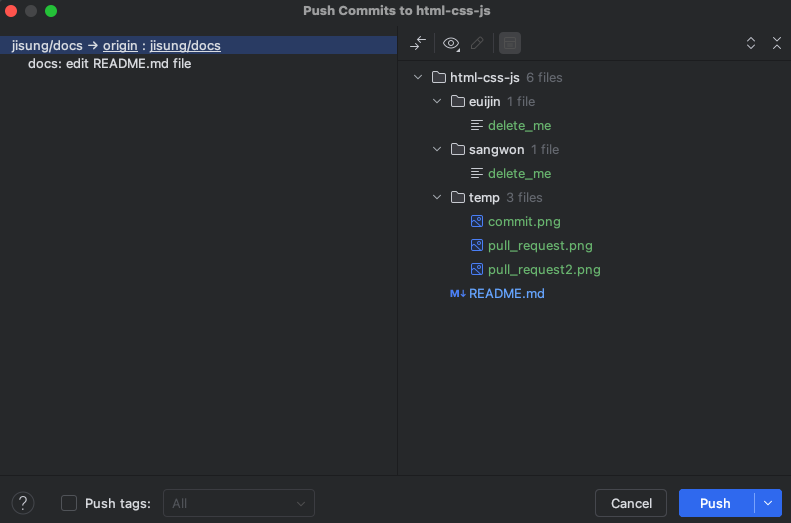 Push Commits to html-css-js
jisung/docs → origin : jisung/docs
docs: edit README.md file
html-css-js 6 files
euijin 1 file
delete_me
sangwon 1 file
delete_me
temp 3 files
commit.png
pull_request.png
pull_request2.png
M↓ README.md
? Push tags: All Cancel Push